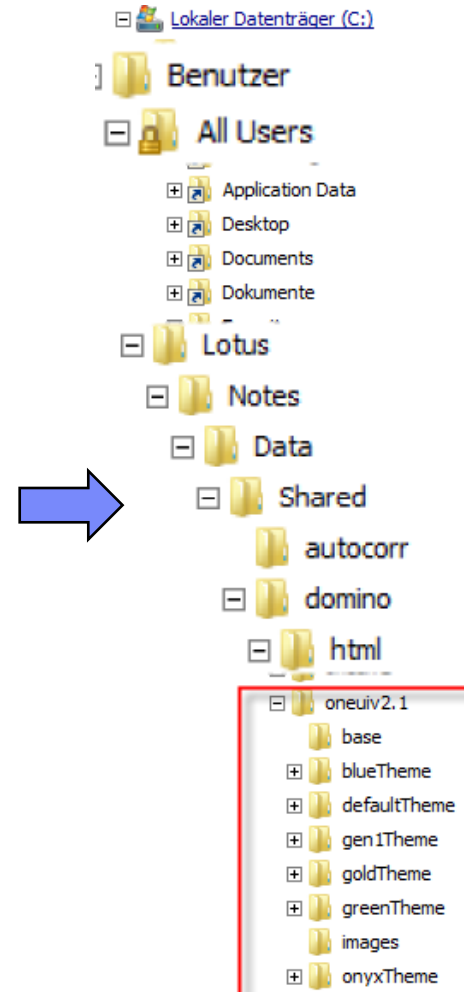 Lokaler Datenträger (C:)
Benutzer
All Users
Application Data
Desktop
Documents
Dokumente
Lotus
Notes
Data
Shared
autocorr
domino
html
oneuiv2.1
base
blueTheme
defaultTheme
gen1Theme
goldTheme
greenTheme
images
onyxTheme